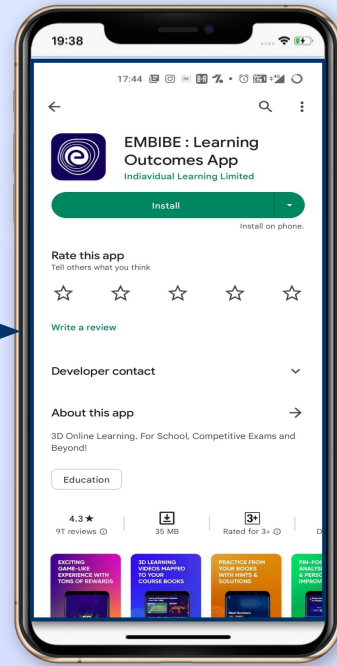 19:38
17:44
EMBIBE : Learning
Outcomes App
Indiavidual Learning Limited
Install
Install on phone.
Rate this app
Tell others what you think
Write a review
Developer contact
About this app
3D Online Learning. For School, Competitive Exams and
Beyond!
Education
4.3★
9T reviews
35 MB
3+
Rated for 3+
D
EXCITING
GAME-LIKE
EXPERIENCE WITH
TONS OF REWARDS
3D LEARNING
VIDEOS MAPPED
TO YOUR
COURSE BOOKS
PRACTICE FROM
YOUR BOOKS
WITH HINTS &
SOLUTIONS
PIN-POI
ANALYSI
& PERSO
IMPROV